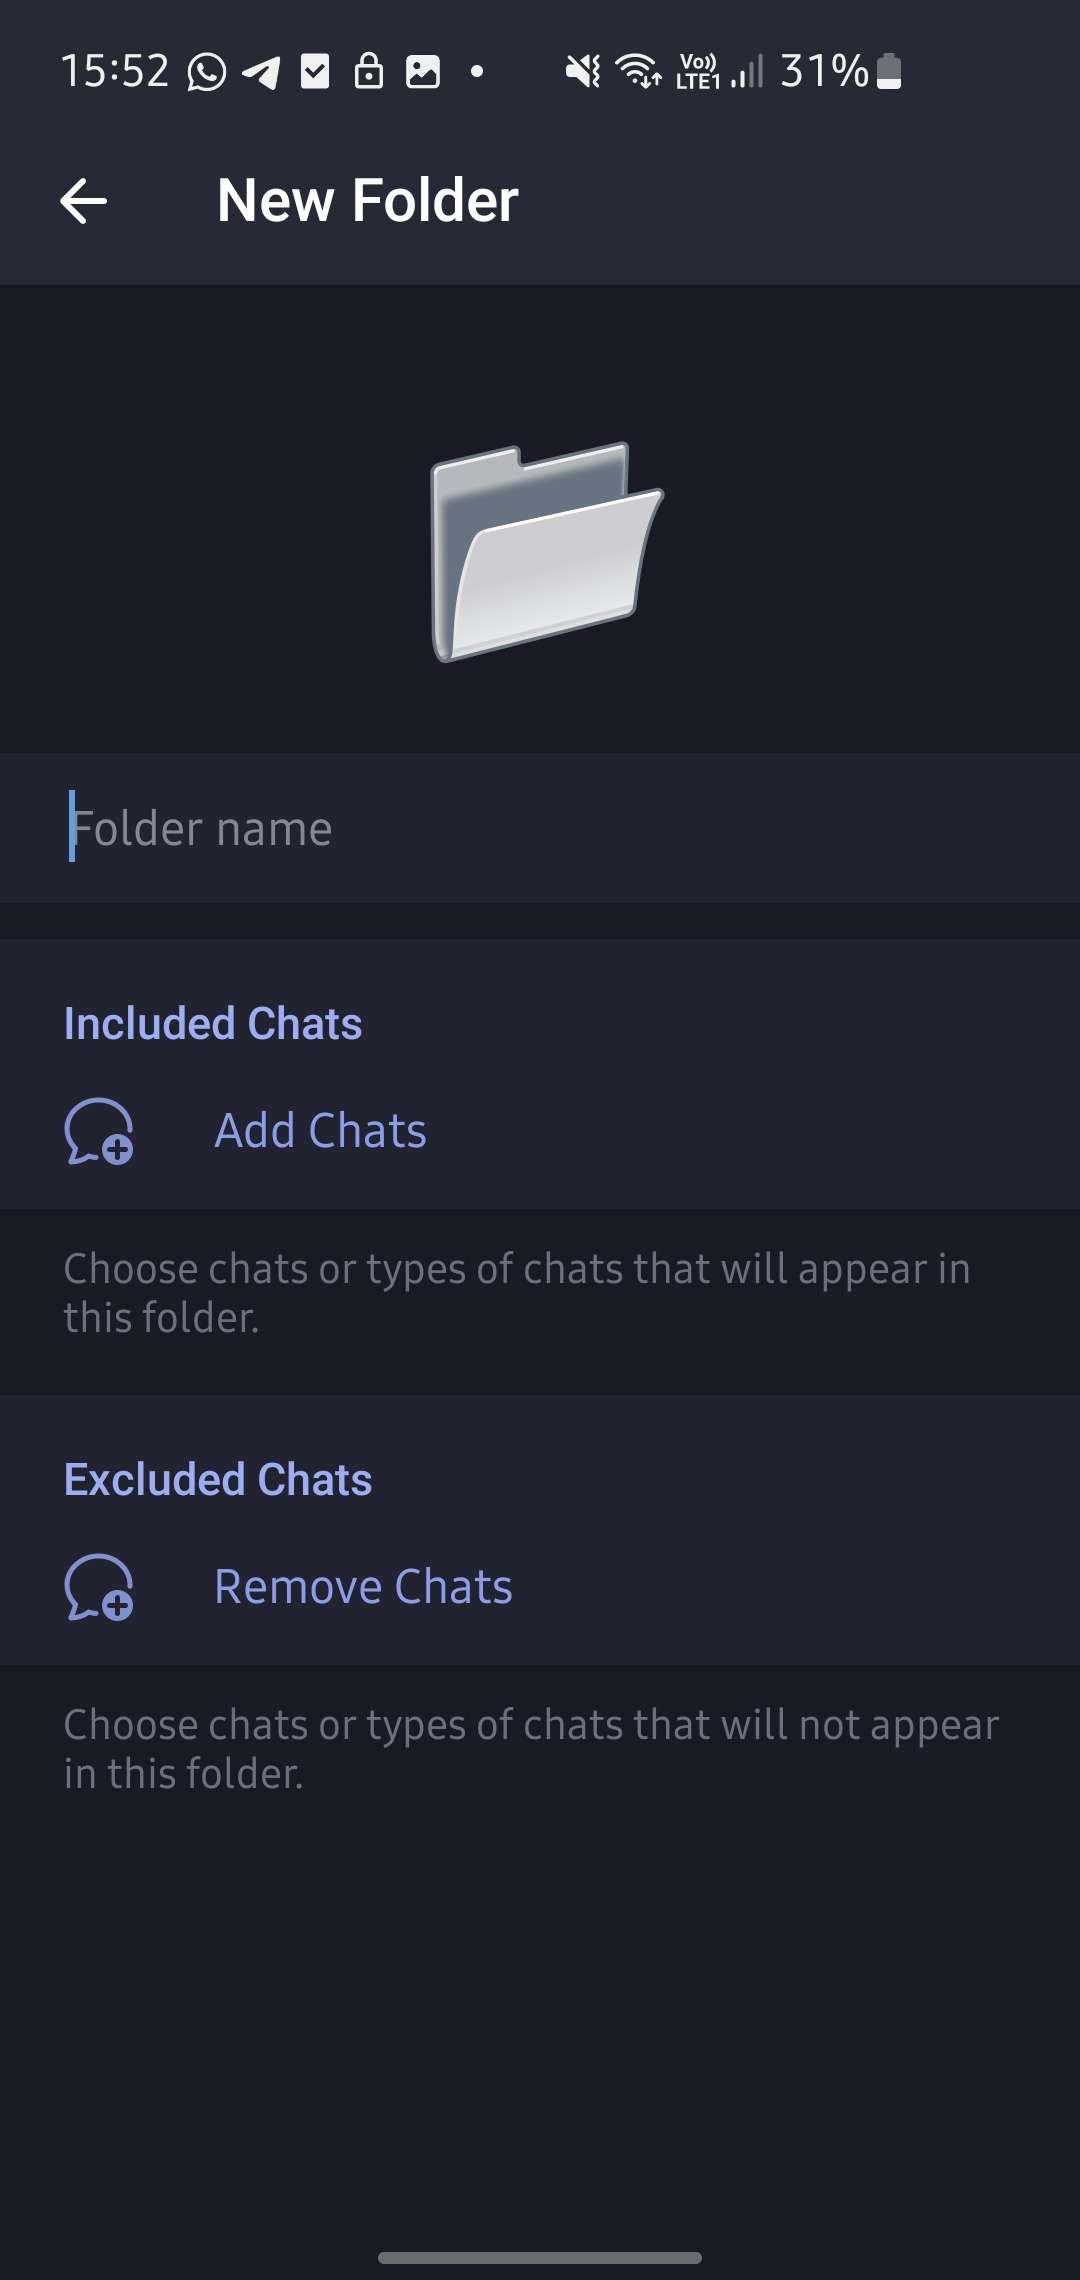 15:52 Vo)) LTE1 31%
New Folder
Folder name
Included Chats
Add Chats
Choose chats or types of chats that will appear in
this folder.
Excluded Chats
Remove Chats
Choose chats or types of chats that will not appear
in this folder.